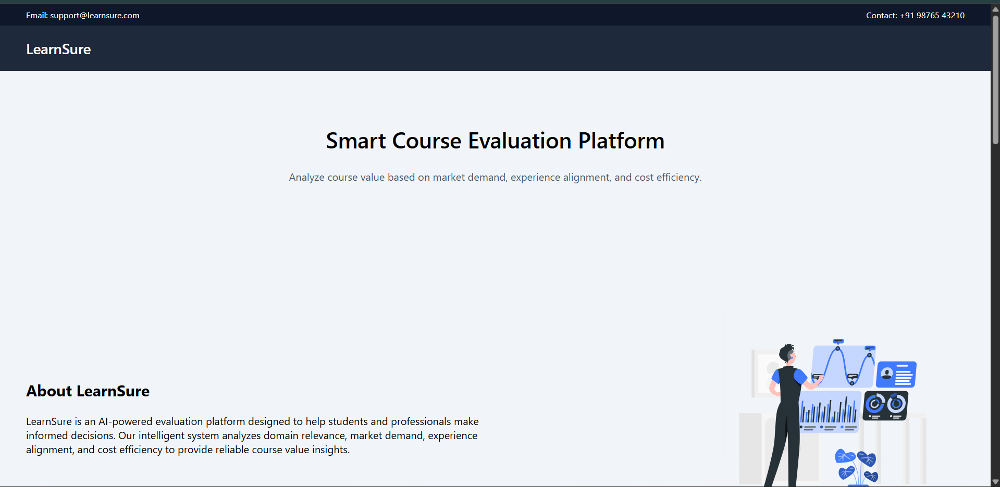 Email: support@learnsure.com
Contact: +91 98765 43210
LearnSure
Smart Course Evaluation Platform
Analyze course value based on market demand, experience alignment, and cost efficiency.
About LearnSure
LearnSure is an AI-powered evaluation platform designed to help students and professionals make
informed decisions. Our intelligent system analyzes domain relevance, market demand, experience
alignment, and cost efficiency to provide reliable course value insights.